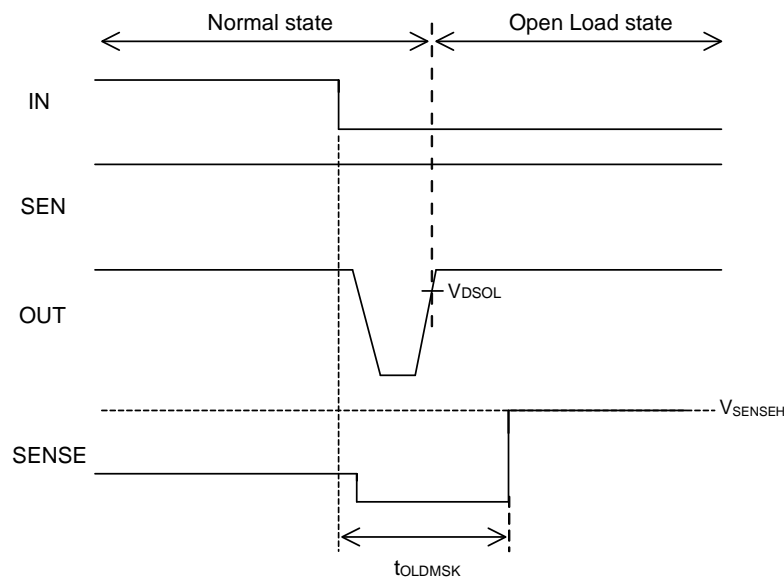 Normal state
Open Load state
IN
SEN
OUT
VDSOL
VSENSEH
SENSE
tOLDMSK